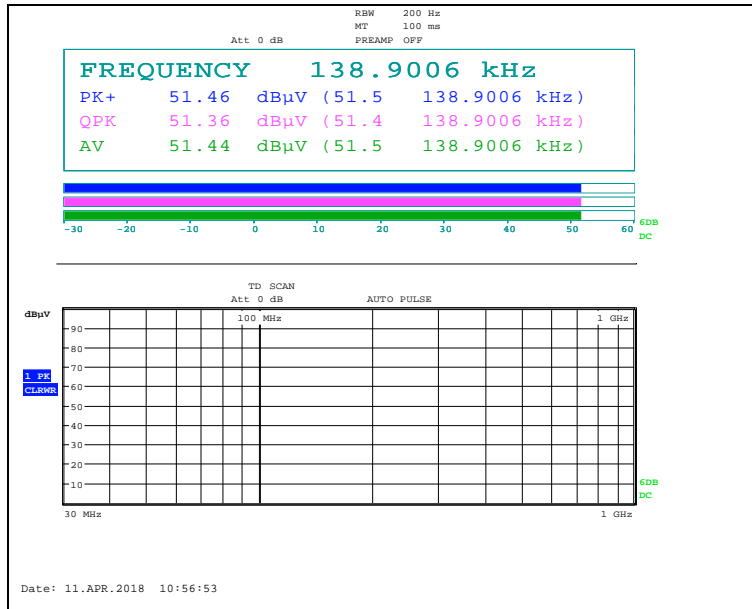 RBW 200 Hz
MT 100 ms
Att 0 dB PREAMP OFF
FREQUENCY 138.9006 kHz
PK+ 51.46 dBµV (51.5 138.9006 kHz)
QPK 51.36 dBµV (51.4 138.9006 kHz)
AV 51.44 dBµV (51.5 138.9006 kHz)
-30 -20 -10 0 10 20 30 40 50 60
6DB
DC
TD SCAN
Att 0 dB AUTO PULSE
dBµV
100 MHz 1 GHz
90
80
70
1 PK
CLRWR
60
50
40
30
20
10
6DB
DC
30 MHz 1 GHz
Date: 11.APR.2018 10:56:53